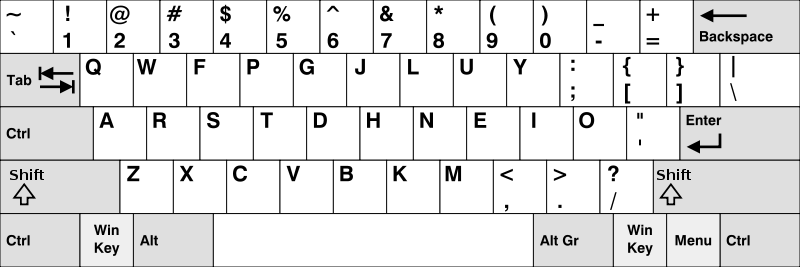 ~ ! @ # $ % ^ & * ( ) _ +
` 1 2 3 4 5 6 7 8 9 0 - = Backspace
Tab Q W F P G J L U Y : { } |
; [ ] \
Ctrl A R S T D H N E I O " Enter
'
Shift Z X C V B K M < > ? Shift
, . /
Ctrl Win Key Alt Alt Gr Win Key Menu Ctrl